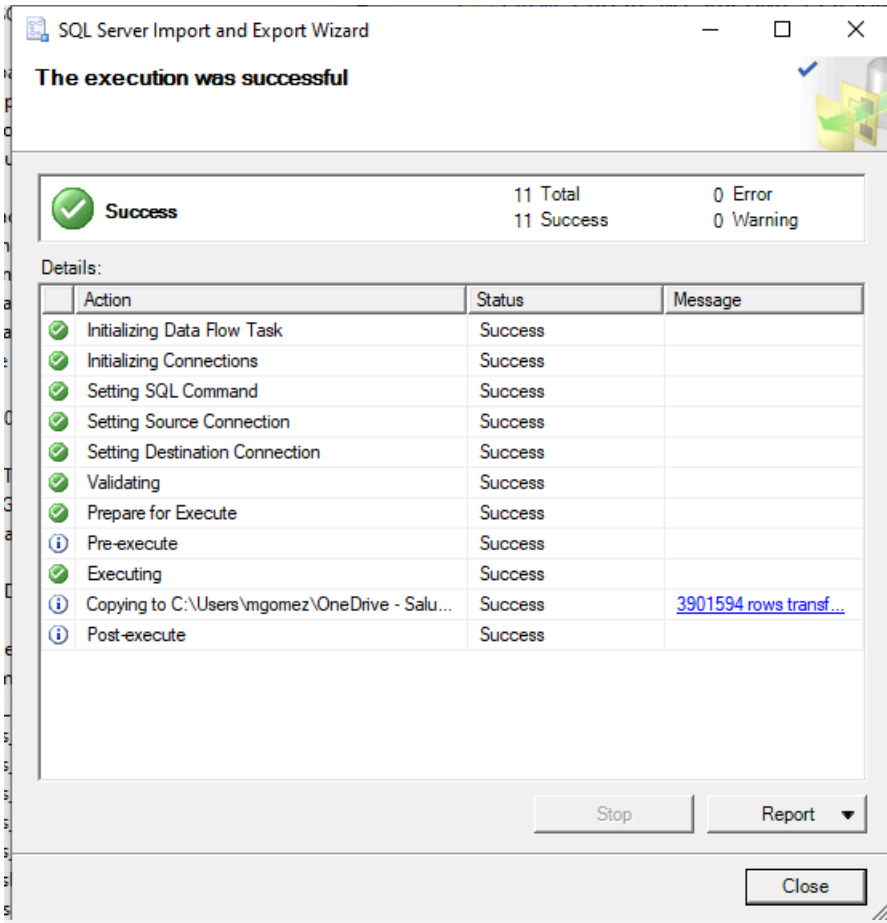 SQL Server Import and Export Wizard
The execution was successful
Success
11 Total 0 Error
11 Success 0 Warning
Details:
Action Status Message
Initializing Data Flow Task Success
Initializing Connections Success
Setting SQL Command Success
Setting Source Connection Success
Setting Destination Connection Success
Validating Success
Prepare for Execute Success
Pre-execute Success
Executing Success
Copying to C:\Users\mgomez\OneDrive - Salu... Success 3901594 rows transf...
Post-execute Success
Stop Report
Close